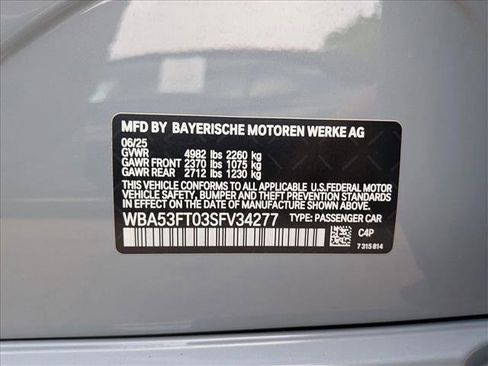 MFD BY BAYERISCHE MOTOREN WERKE AG
06/25
GVWR 4982 lbs 2260 kg
GAWR FRONT 2370 lbs 1075 kg
GAWR REAR 2712 lbs 1230 kg
THIS VEHICLE CONFORMS TO ALL APPLICABLE U.S.FEDERAL MOTOR
VEHICLE SAFETY, BUMPER, AND THEFT PREVENTION STANDARDS
IN EFFECT ON THE DATE OF MANUFACTURE SHOWN ABOVE.
WBA53FT03SFV34277 TYPE: PASSENGER CAR
C4P
7 315 814